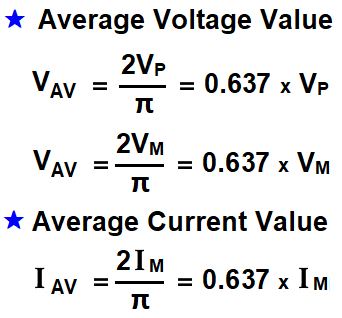 ★ Average Voltage Value
V_AV = 2V_P/π = 0.637 x V_P
V_AV = 2V_M/π = 0.637 x V_M
★ Average Current Value
I_AV = 2I_M/π = 0.637 x I_M